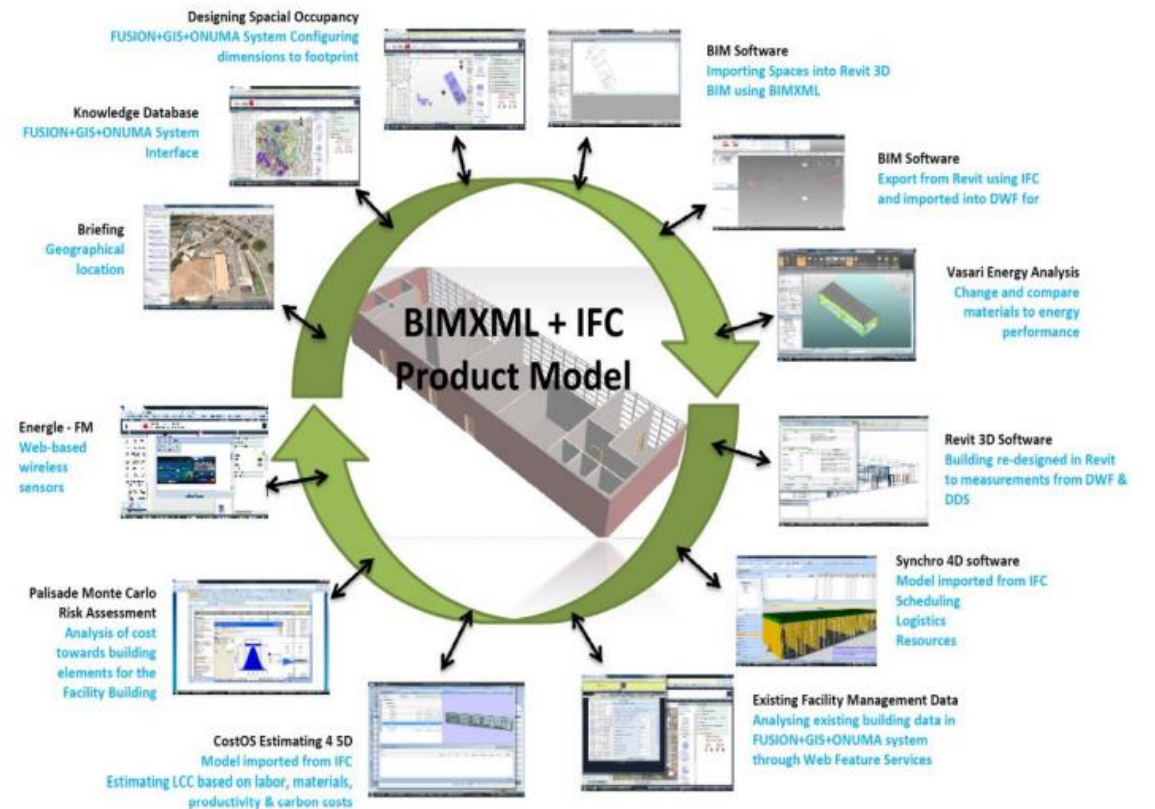 Designing Spacial Occupancy
FUSION+GIS+ONUMA System Configuring
dimensions to footprint
BIM Software
Importing Spaces into Revit 3D
BIM using BIMXML
Knowledge Database
FUSION+GIS+ONUMA System
Interface
BIM Software
Export from Revit using IFC
and imported into DWF for
Briefing
Geographical
location
Vasari Energy Analysis
Change and compare
materials to energy
performance
BIMXML + IFC
Product Model
Energle - FM
Web-based
wireless
sensors
Revit 3D Software
Building re-designed in Revit
to measurements from DWF &
DDS
Synchro 4D software
Model imported from IFC
Scheduling
Logistics
Resources
Palisade Monte Carlo
Risk Assessment
Analysis of cost
towards building
elements for the
Facility Building
Existing Facility Management Data
Analysing existing building data in
FUSION+GIS+ONUMA system
through Web Feature Services
CostOS Estimating 4 5D
Model imported from IFC
Estimating LCC based on labor, materials,
productivity & carbon costs